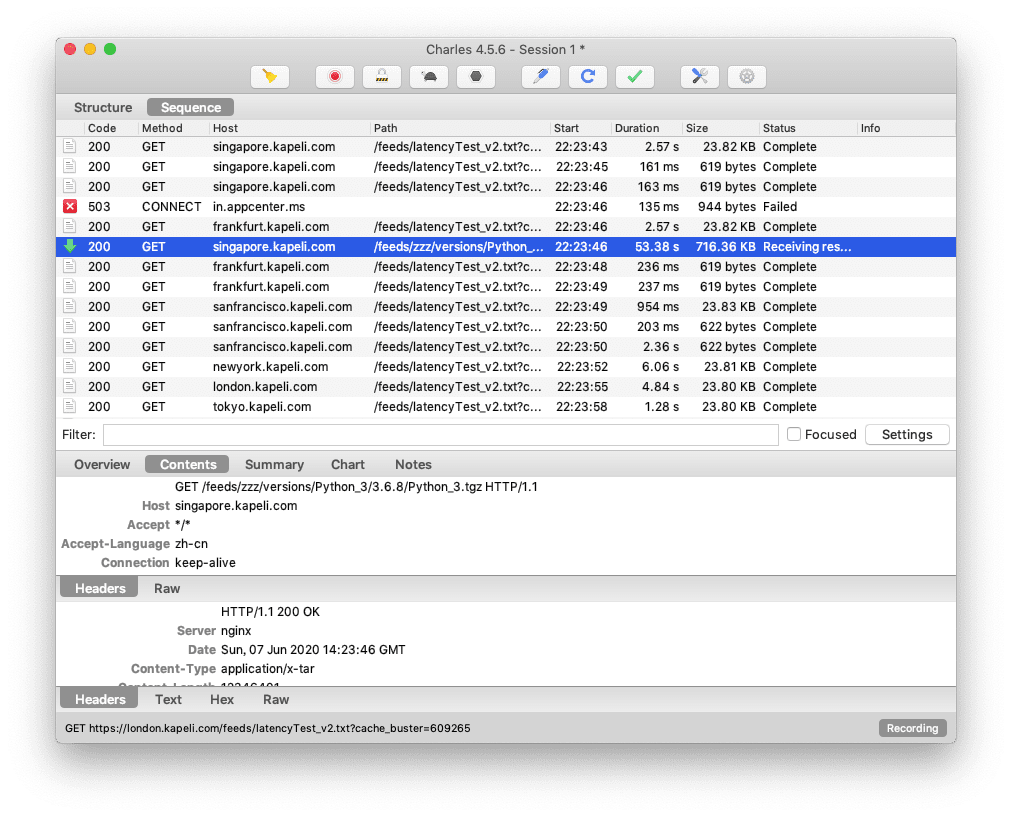 Charles 4.5.6 - Session 1 *
Structure Sequence
Code Method Host Path Start Duration Size Status Info
200 GET singapore.kapeli.com /feeds/latencyTest_v2.txt?c... 22:23:43 2.57 s 23.82 KB Complete
200 GET singapore.kapeli.com /feeds/latencyTest_v2.txt?c... 22:23:45 161 ms 619 bytes Complete
200 GET singapore.kapeli.com /feeds/latencyTest_v2.txt?c... 22:23:46 163 ms 619 bytes Complete
503 CONNECT in.appcenter.ms 22:23:46 135 ms 944 bytes Failed
200 GET frankfurt.kapeli.com /feeds/latencyTest_v2.txt?c... 22:23:46 2.57 s 23.82 KB Complete
200 GET singapore.kapeli.com /feeds/zzz/versions/Python_... 22:23:46 53.38 s 716.36 KB Receiving res...
200 GET frankfurt.kapeli.com /feeds/latencyTest_v2.txt?c... 22:23:48 236 ms 619 bytes Complete
200 GET frankfurt.kapeli.com /feeds/latencyTest_v2.txt?c... 22:23:49 237 ms 619 bytes Complete
200 GET sanfrancisco.kapeli.com /feeds/latencyTest_v2.txt?c... 22:23:49 954 ms 23.83 KB Complete
200 GET sanfrancisco.kapeli.com /feeds/latencyTest_v2.txt?c... 22:23:50 203 ms 622 bytes Complete
200 GET sanfrancisco.kapeli.com /feeds/latencyTest_v2.txt?c... 22:23:50 2.36 s 622 bytes Complete
200 GET newyork.kapeli.com /feeds/latencyTest_v2.txt?c... 22:23:52 6.06 s 23.81 KB Complete
200 GET london.kapeli.com /feeds/latencyTest_v2.txt?c... 22:23:55 4.84 s 23.80 KB Complete
200 GET tokyo.kapeli.com /feeds/latencyTest_v2.txt?c... 22:23:58 1.28 s 23.80 KB Complete
Filter: Focused Settings
Overview Contents Summary Chart Notes
GET /feeds/zzz/versions/Python_3/3.6.8/Python_3.tgz HTTP/1.1
Host singapore.kapeli.com
Accept */*
Accept-Language zh-cn
Connection keep-alive
Headers Raw
HTTP/1.1 200 OK
Server nginx
Date Sun, 07 Jun 2020 14:23:46 GMT
Content-Type application/x-tar
Content-Length
Headers Text Hex Raw
GET https://london.kapeli.com/feeds/latencyTest_v2.txt?cache_buster=609265 Recording